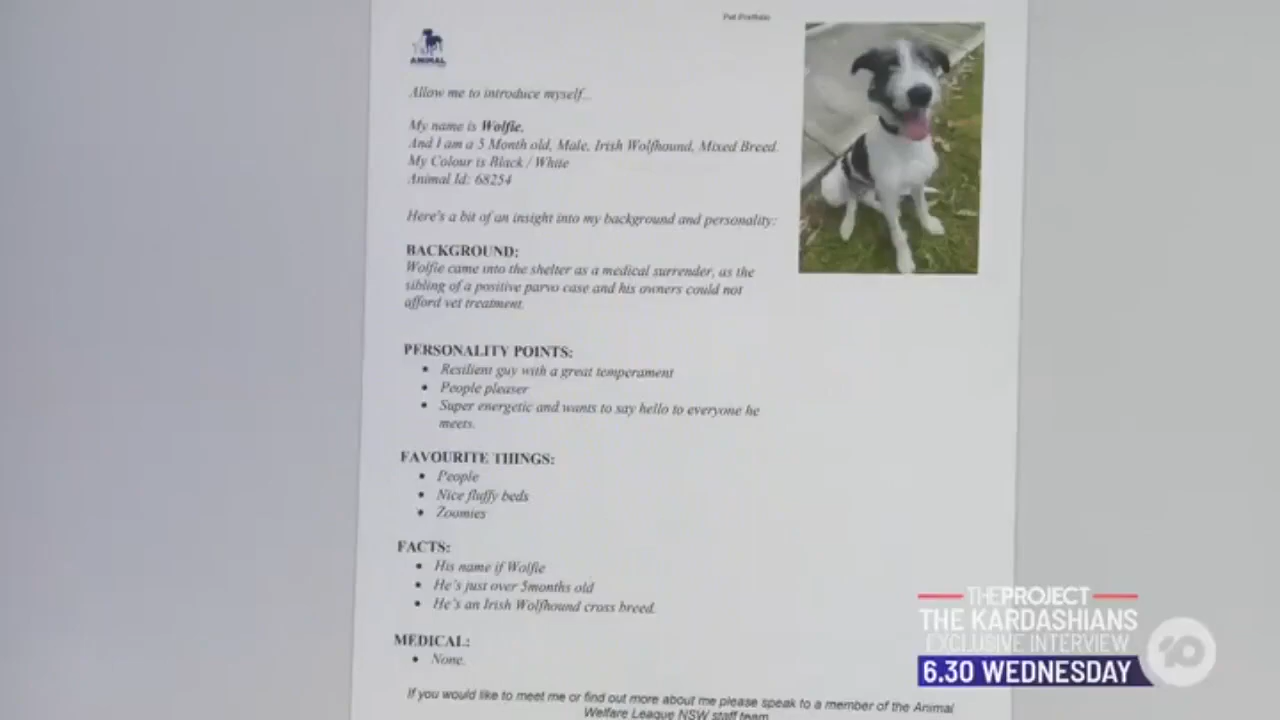 Pet Portfolio
ANIMAL
Allow me to introduce myself...
My name is Wolfie.
And I am a 5 Month old, Male, Irish Wolfhound, Mixed Breed.
My Colour is Black / White
Animal Id: 68254
Here's a bit of an insight into my background and personality:
BACKGROUND:
Wolfie came into the shelter as a medical surrender, as the
sibling of a positive parvo case and his owners could not
afford vet treatment.
PERSONALITY POINTS:
• Resilient guy with a great temperament
• People pleaser
• Super energetic and wants to say hello to everyone he
meets.
FAVOURITE THINGS:
• People
• Nice fluffy beds
• Zoomies
FACTS:
• His name if Wolfie
• He's just over 5months old
• He's an Irish Wolfhound cross breed.
MEDICAL:
• None.
If you would like to meet me or find out more about me please speak to a member of the Animal
Welfare League NSW staff team
THEPROJECT
THE KARDASHIANS
EXCLUSIVE INTERVIEW
6.30 WEDNESDAY
10